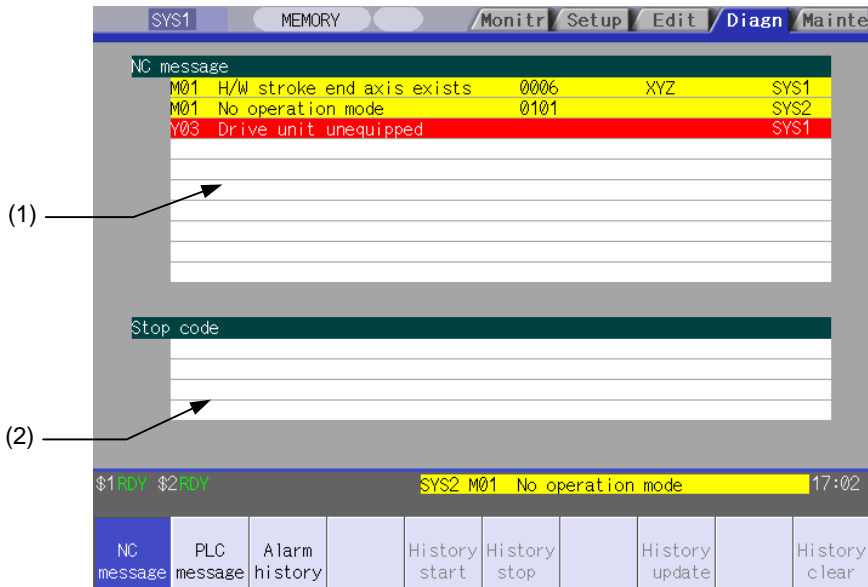 SYS1 MEMORY Monitr Setup Edit Diagn Mainte
NC message
M01 H/W stroke end axis exists 0006 XYZ SYS1
M01 No operation mode 0101 SYS2
Y03 Drive unit unequipped SYS1
(1)
Stop code
(2)
$1RDY $2RDY SYS2 M01 No operation mode 17:02
NC PLC Alarm History History History History
message message history start stop update clear